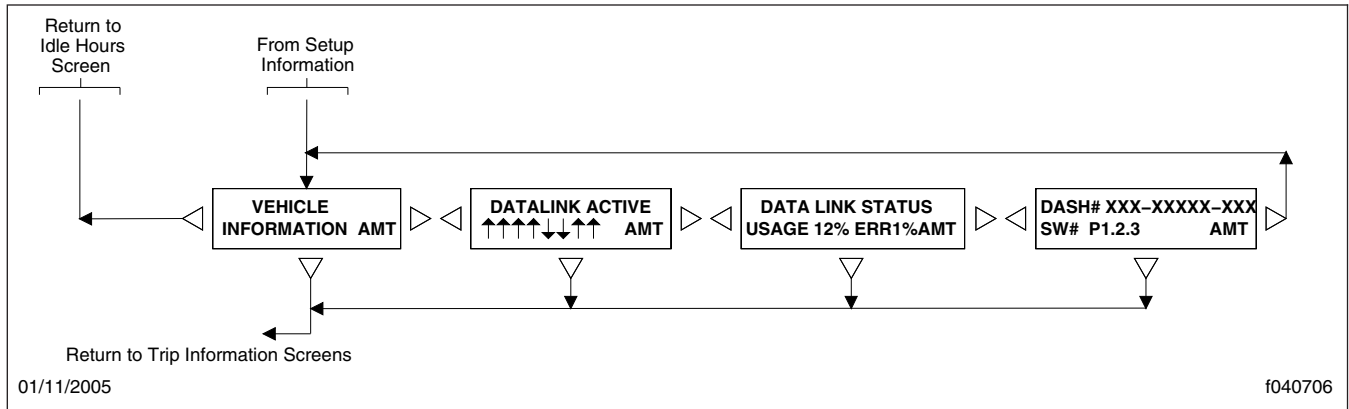 Return to
Idle Hours
Screen
From Setup
Information
VEHICLE
INFORMATION AMT
DATALINK ACTIVE
↑↑↑↑↓↓↑↑ AMT
DATA LINK STATUS
USAGE 12% ERR1%AMT
DASH# XXX–XXXXX–XXX
SW# P1.2.3 AMT
Return to Trip Information Screens
01/11/2005
f040706